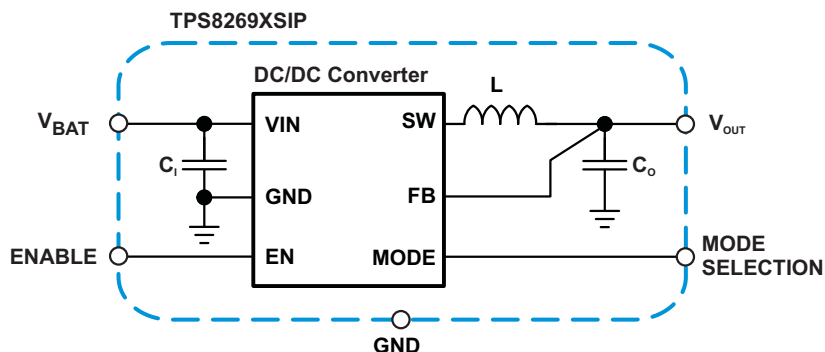 TPS8269XSIP
DC/DC Converter
L
VBAT
VIN
SW
VOUT
CI
CO
GND
FB
ENABLE
EN
MODE
MODE
SELECTION
GND